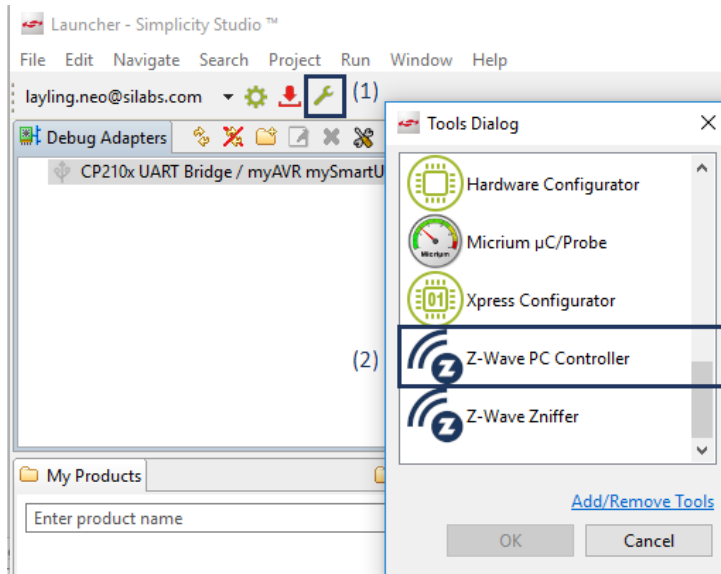 Launcher - Simplicity Studio ™
File Edit Navigate Search Project Run Window Help
layling.neo@silabs.com
(1)
Debug Adapters
CP210x UART Bridge / myAVR mySmartU
Tools Dialog
Hardware Configurator
Micrium
Micrium µC/Probe
01
Xpress Configurator
(2)
Z
Z-Wave PC Controller
Z
Z-Wave Zniffer
Add/Remove Tools
OK Cancel
My Products
Enter product name